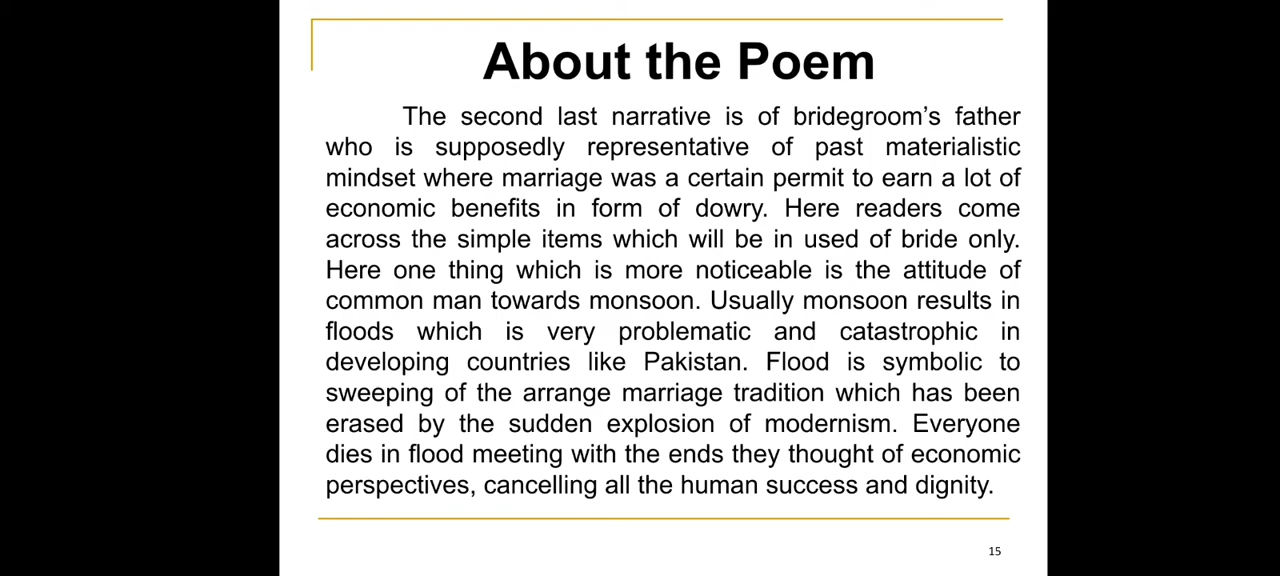 About the Poem
The second last narrative is of bridegroom's father
who is supposedly representative of past materialistic
mindset where marriage was a certain permit to earn a lot of
economic benefits in form of dowry. Here readers come
across the simple items which will be in used of bride only.
Here one thing which is more noticeable is the attitude of
common man towards monsoon. Usually monsoon results in
floods which is very problematic and catastrophic in
developing countries like Pakistan. Flood is symbolic to
sweeping of the arrange marriage tradition which has been
erased by the sudden explosion of modernism. Everyone
dies in flood meeting with the ends they thought of economic
perspectives, cancelling all the human success and dignity.
15